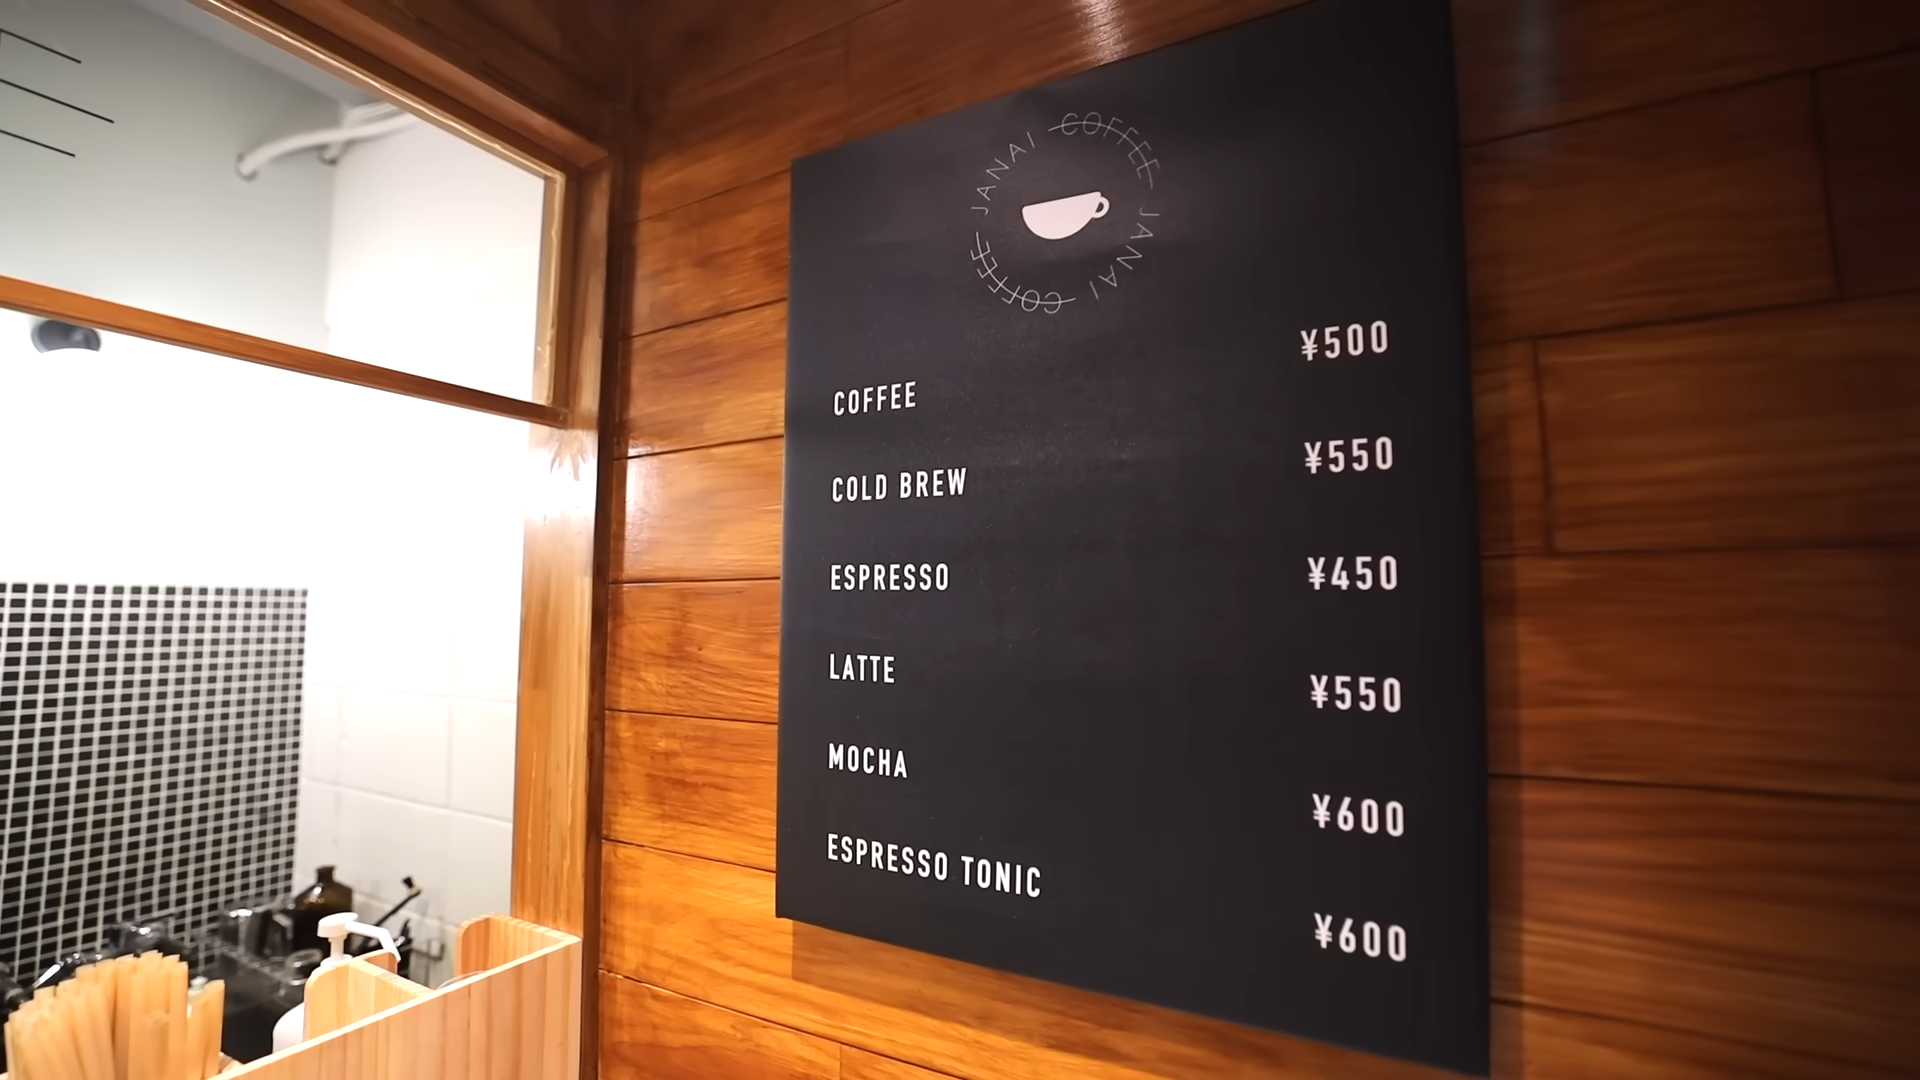 JANAI COFFEE JANAI COFFEE
COFFEE ¥500
COLD BREW ¥550
ESPRESSO ¥450
LATTE ¥550
MOCHA ¥600
ESPRESSO TONIC ¥600